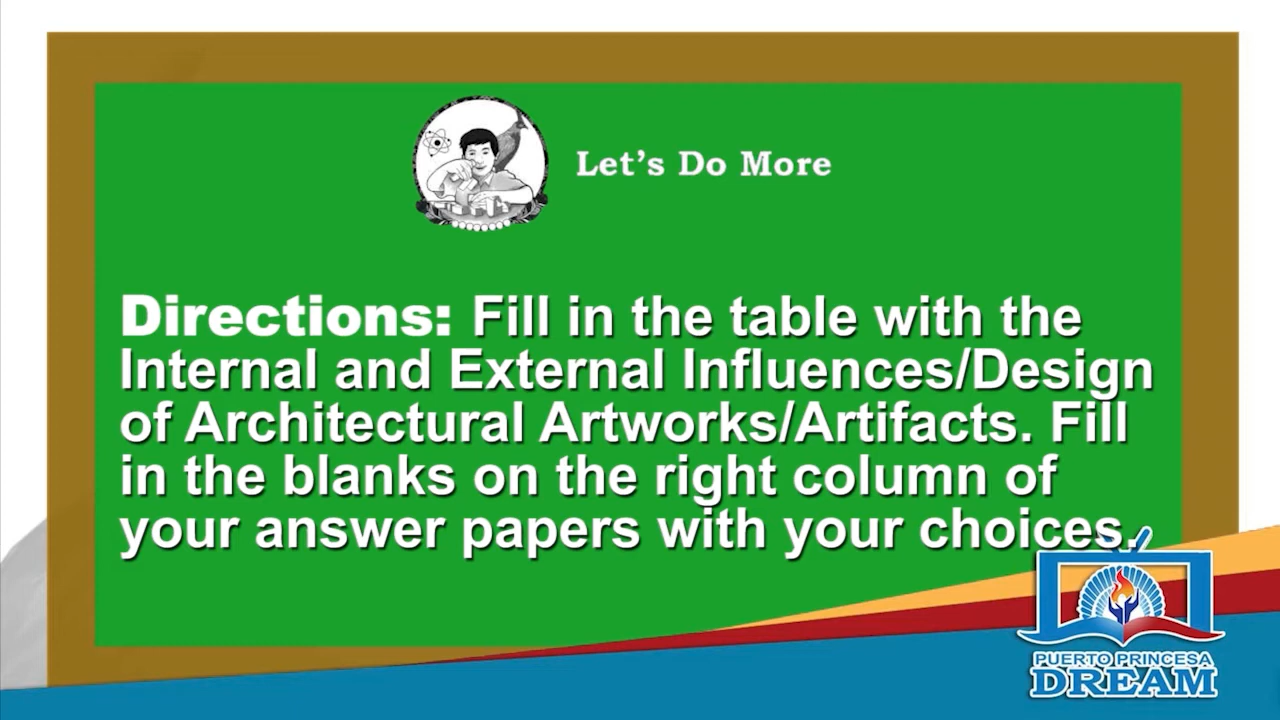 Let's Do More
Directions: Fill in the table with the
Internal and External Influences/Design
of Architectural Artworks/Artifacts. Fill
in the blanks on the right column of
your answer papers with your choices.
PUERTO PRINCESA
DREAM